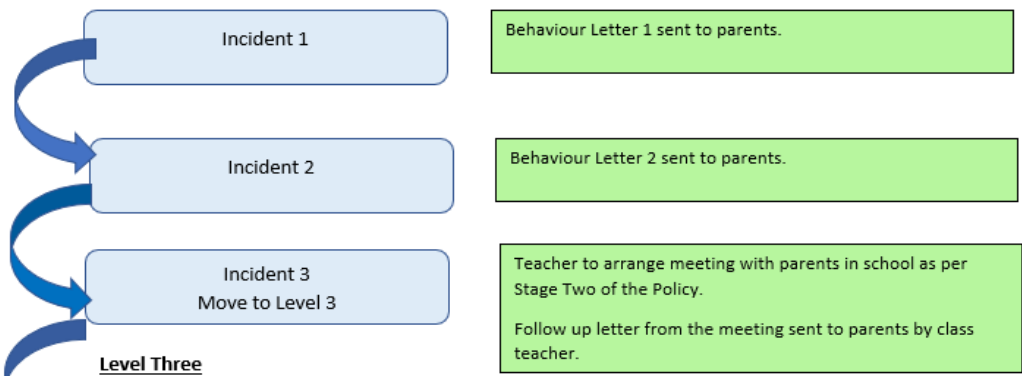 Incident 1
Behaviour Letter 1 sent to parents.
Incident 2
Behaviour Letter 2 sent to parents.
Incident 3
Move to Level 3
Teacher to arrange meeting with parents in school as per
Stage Two of the Policy.
Follow up letter from the meeting sent to parents by class
teacher.
Level Three